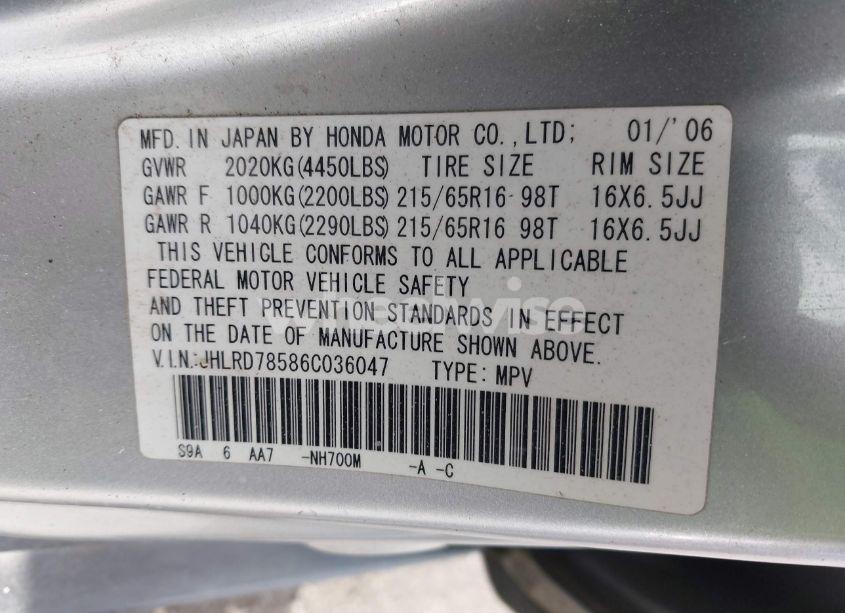 MFD. IN JAPAN BY HONDA MOTOR CO.,LTD; 01/'06
GVWR 2020KG(4450LBS) TIRE SIZE RIM SIZE
GAWR F 1000KG(2200LBS) 215/65R16 98T 16X6.5JJ
GAWR R 1040KG(2290LBS) 215/65R16 98T 16X6.5JJ
THIS VEHICLE CONFORMS TO ALL APPLICABLE
FEDERAL MOTOR VEHICLE SAFETY
AND THEFT PREVENTION STANDARDS IN EFFECT
ON THE DATE OF MANUFACTURE SHOWN ABOVE.
V.I.N.:JHLRD78586C036047 TYPE: MPV
S9A 6 AA7 -NH700M -A -C